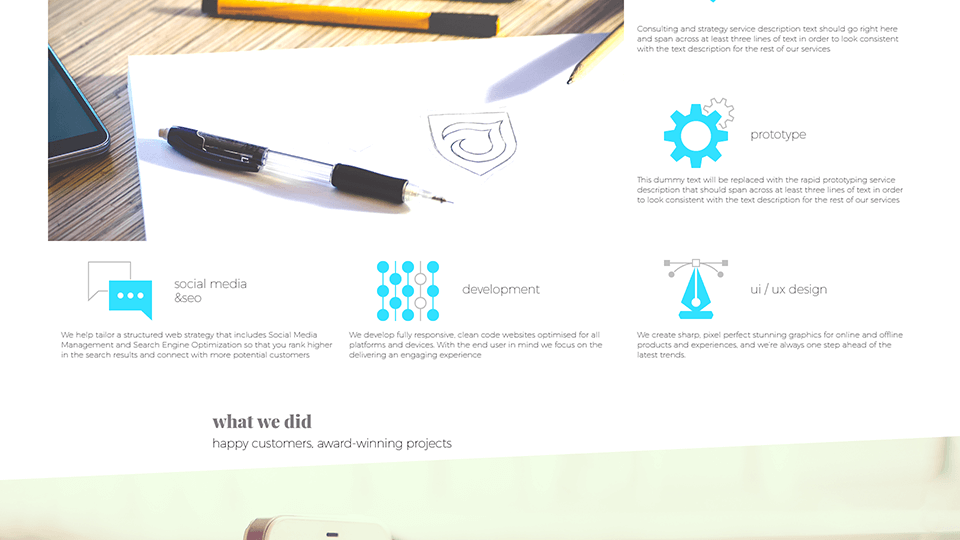 Consulting and strategy service description text should go right here
and span across at least three lines of text in order to look consistent
with the text description for the rest of our services
prototype
This dummy text will be replaced with the rapid prototyping service
description that should span across at least three lines of text in order
to look consistent with the text description for the rest of our services
social media
&seo
We help tailor a structured web strategy that includes Social Media
Management and Search Engine Optimization so that you rank higher
in the search results and connect with more potential customers
development
We develop fully responsive, clean code websites optimised for all
platforms and devices. With the end user in mind we focus on the
delivering an engaging experience
ui / ux design
We create sharp, pixel perfect stunning graphics for online and offline
products and experiences, and we're always one step ahead of the
latest trends.
what we did
happy customers, award-winning projects